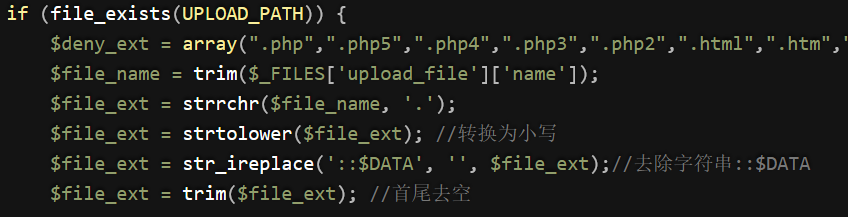 if (file_exists(UPLOAD_PATH)) {
$deny_ext = array(".php",".php5",".php4",".php3",".php2",".html",".htm","
$file_name = trim($_FILES['upload_file']['name']);
$file_ext = strrchr($file_name, '.');
$file_ext = strtolower($file_ext); //转换为小写
$file_ext = str_ireplace('::$DATA', '', $file_ext);//去除字符串::$DATA
$file_ext = trim($file_ext); //首尾去空